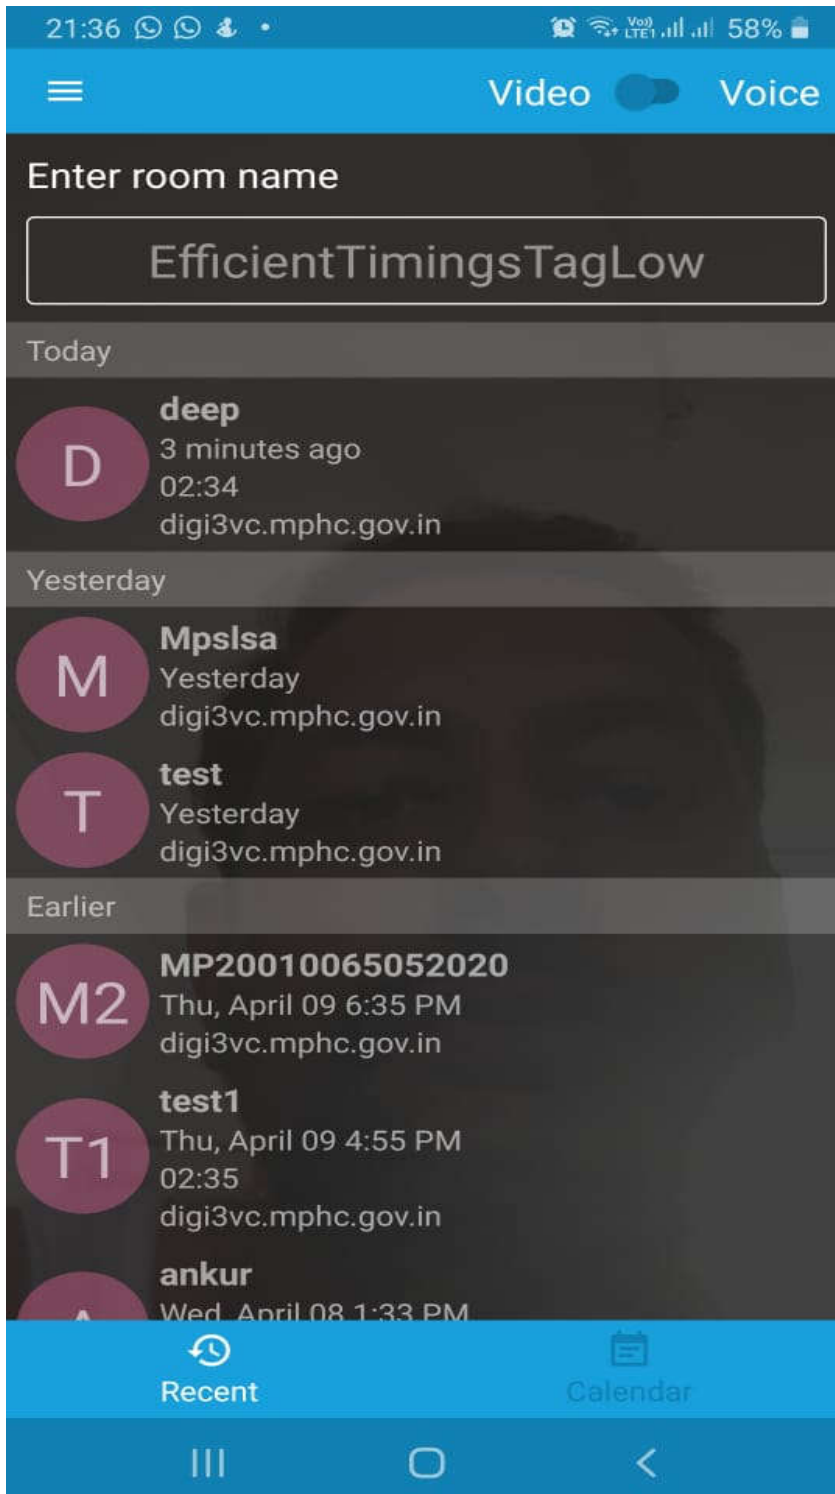 21:36 58%
Video Voice
Enter room name
EfficientTimingsTagLow
Today
D
deep
3 minutes ago
02:34
digi3vc.mphc.gov.in
Yesterday
M
Mpslsa
Yesterday
digi3vc.mphc.gov.in
T
test
Yesterday
digi3vc.mphc.gov.in
Earlier
M2
MP20010065052020
Thu, April 09 6:35 PM
digi3vc.mphc.gov.in
T1
test1
Thu, April 09 4:55 PM
02:35
digi3vc.mphc.gov.in
ankur
Wed, April 08 1:33 PM
Recent Calendar